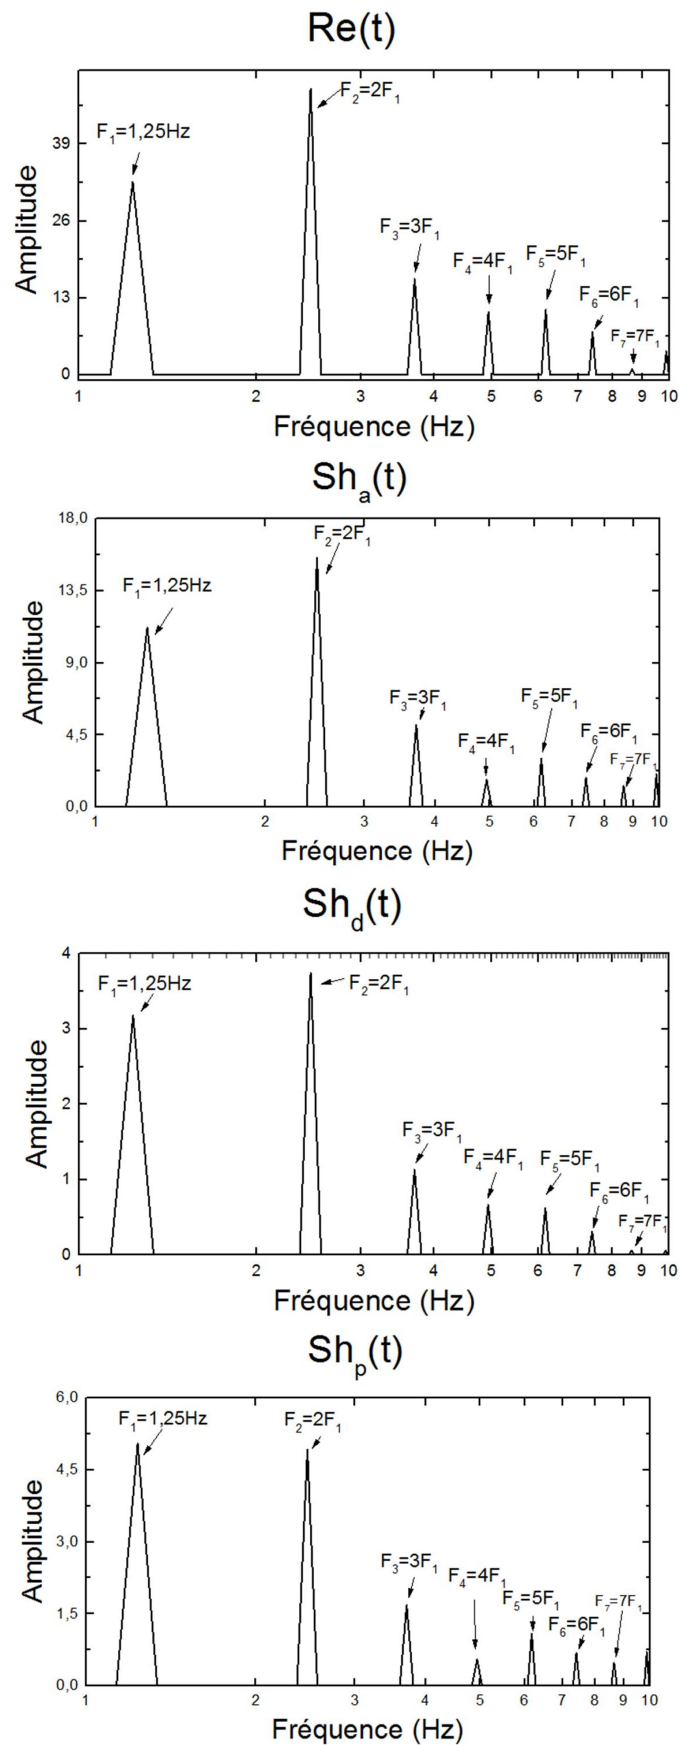 Re(t)
F₂=2F₁
F₁=1,25Hz
39
F₃=3F₁
26
F₅=5F₁
F₄=4F₁
F₆=6F₁
13
F₇=7F₁
0
Amplitude
1 2 3 4 5 6 7 8 9 10
Fréquence (Hz)
Shₐ(t)
18,0
F₂=2F₁
13,5
F₁=1,25Hz
9,0
F₃=3F₁
F₅=5F₁
4,5
F₄=4F₁
F₆=6F₁
F₇=7F₁
0,0
Amplitude
1 2 3 4 5 6 7 8 9 10
Fréquence (Hz)
Sh_d(t)
4
F₁=1,25Hz
F₂=2F₁
3
2
F₃=3F₁
F₄=4F₁
F₅=5F₁
1
F₆=6F₁
F₇=7F₁
0
Amplitude
1 2 3 4 5 6 7 8 9 10
Fréquence (Hz)
Shₚ(t)
6,0
F₁=1,25Hz
F₂=2F₁
4,5
3,0
F₃=3F₁
F₄=4F₁
1,5
F₅=5F₁
F₇=7F₁
F₆=6F₁
0,0
Amplitude
1 2 3 4 5 6 7 8 9 10
Fréquence (Hz)